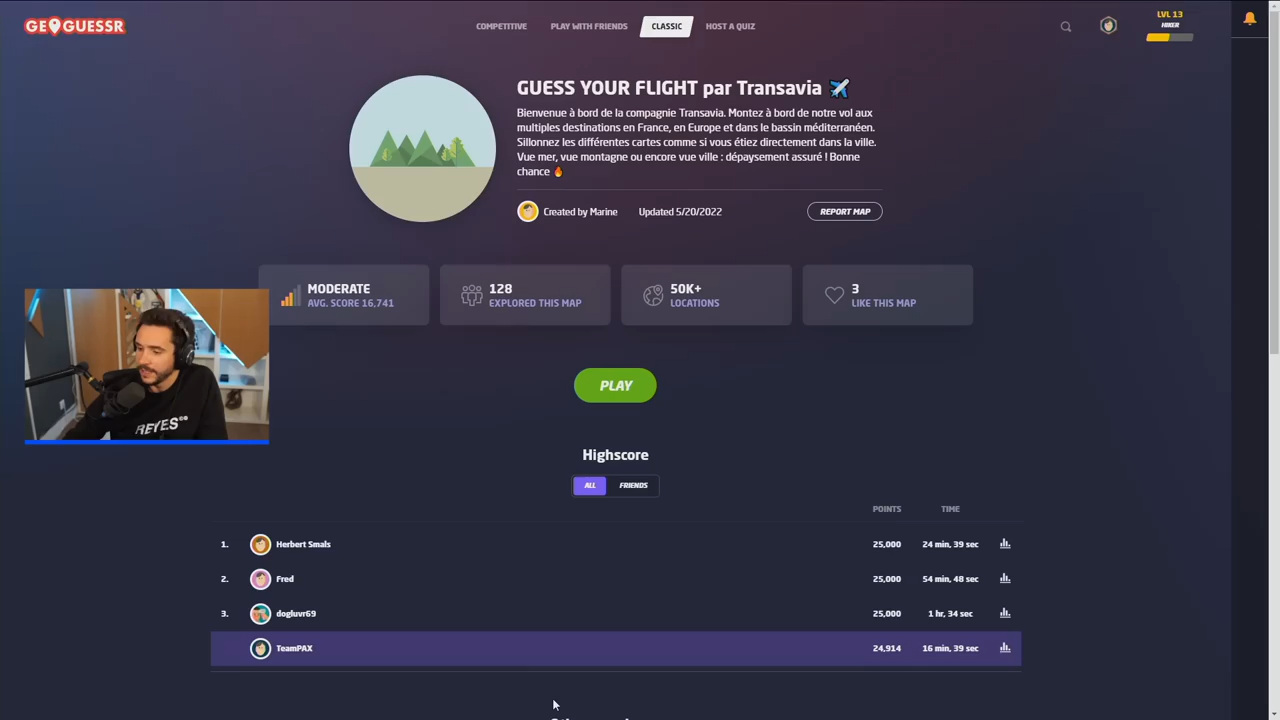 GEOGUESSR
COMPETITIVE
PLAY WITH FRIENDS
CLASSIC
HOST A QUIZ
LVL 13
HIKER
GUESS YOUR FLIGHT par Transavia ✈️
Bienvenue à bord de la compagnie Transavia. Montez à bord de notre vol aux
multiples destinations en France, en Europe et dans le bassin méditerranéen.
Sillonnez les différentes cartes comme si vous étiez directement dans la ville.
Vue mer, vue montagne ou encore vue ville : dépaysement assuré ! Bonne
chance 🔥
Created by Marine
Updated 5/20/2022
REPORT MAP
MODERATE
AVG. SCORE 16,741
128
EXPLORED THIS MAP
50K+
LOCATIONS
3
LIKE THIS MAP
REYES
PLAY
Highscore
ALL
FRIENDS
POINTS
TIME
1. Herbert Smals 25,000 24 min, 39 sec
2. Fred 25,000 54 min, 48 sec
3. dogluvr69 25,000 1 hr, 34 sec
TeamPAX 24,914 16 min, 39 sec